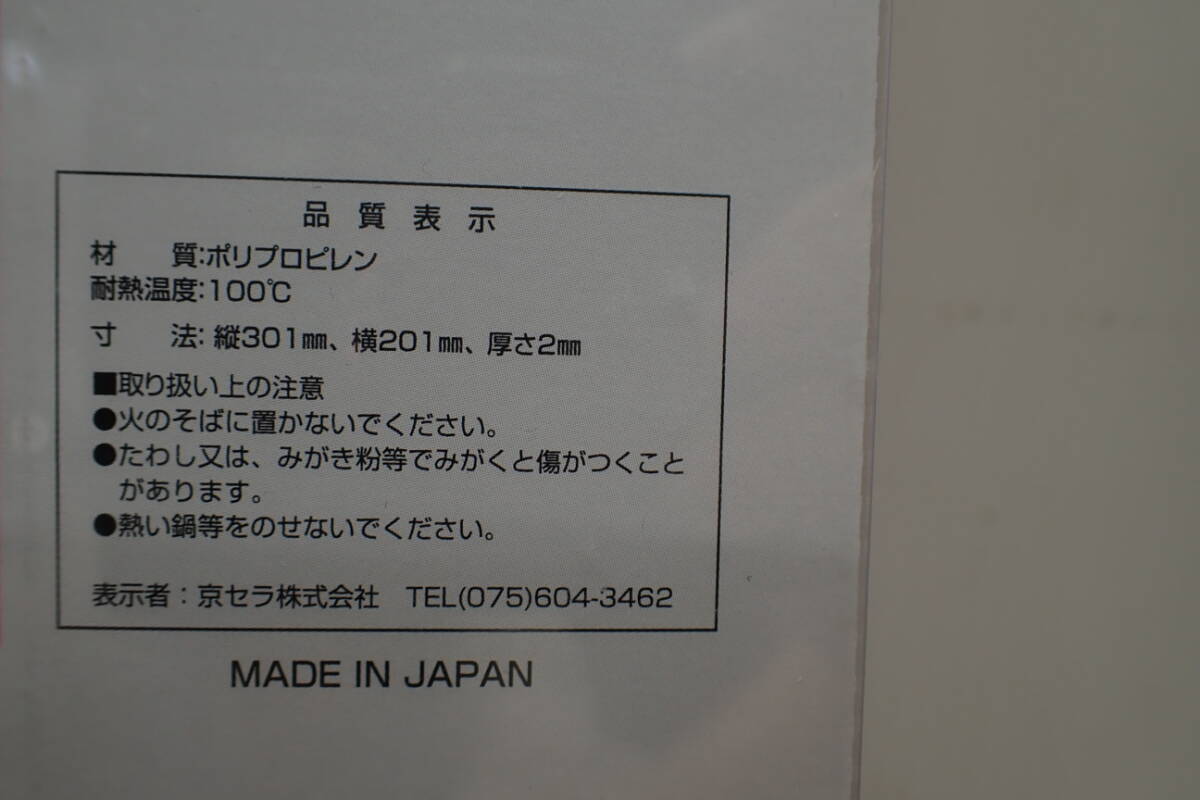 品質表示
材　　質:ポリプロピレン
耐熱温度:100℃
寸　　法: 縦301㎜、横201㎜、厚さ2㎜
■取り扱い上の注意
●火のそばに置かないでください。
●たわし又は、みがき粉等でみがくと傷がつくこと
があります。
●熱い鍋等をのせないでください。
表示者：京セラ株式会社　TEL(075)604-3462
MADE IN JAPAN